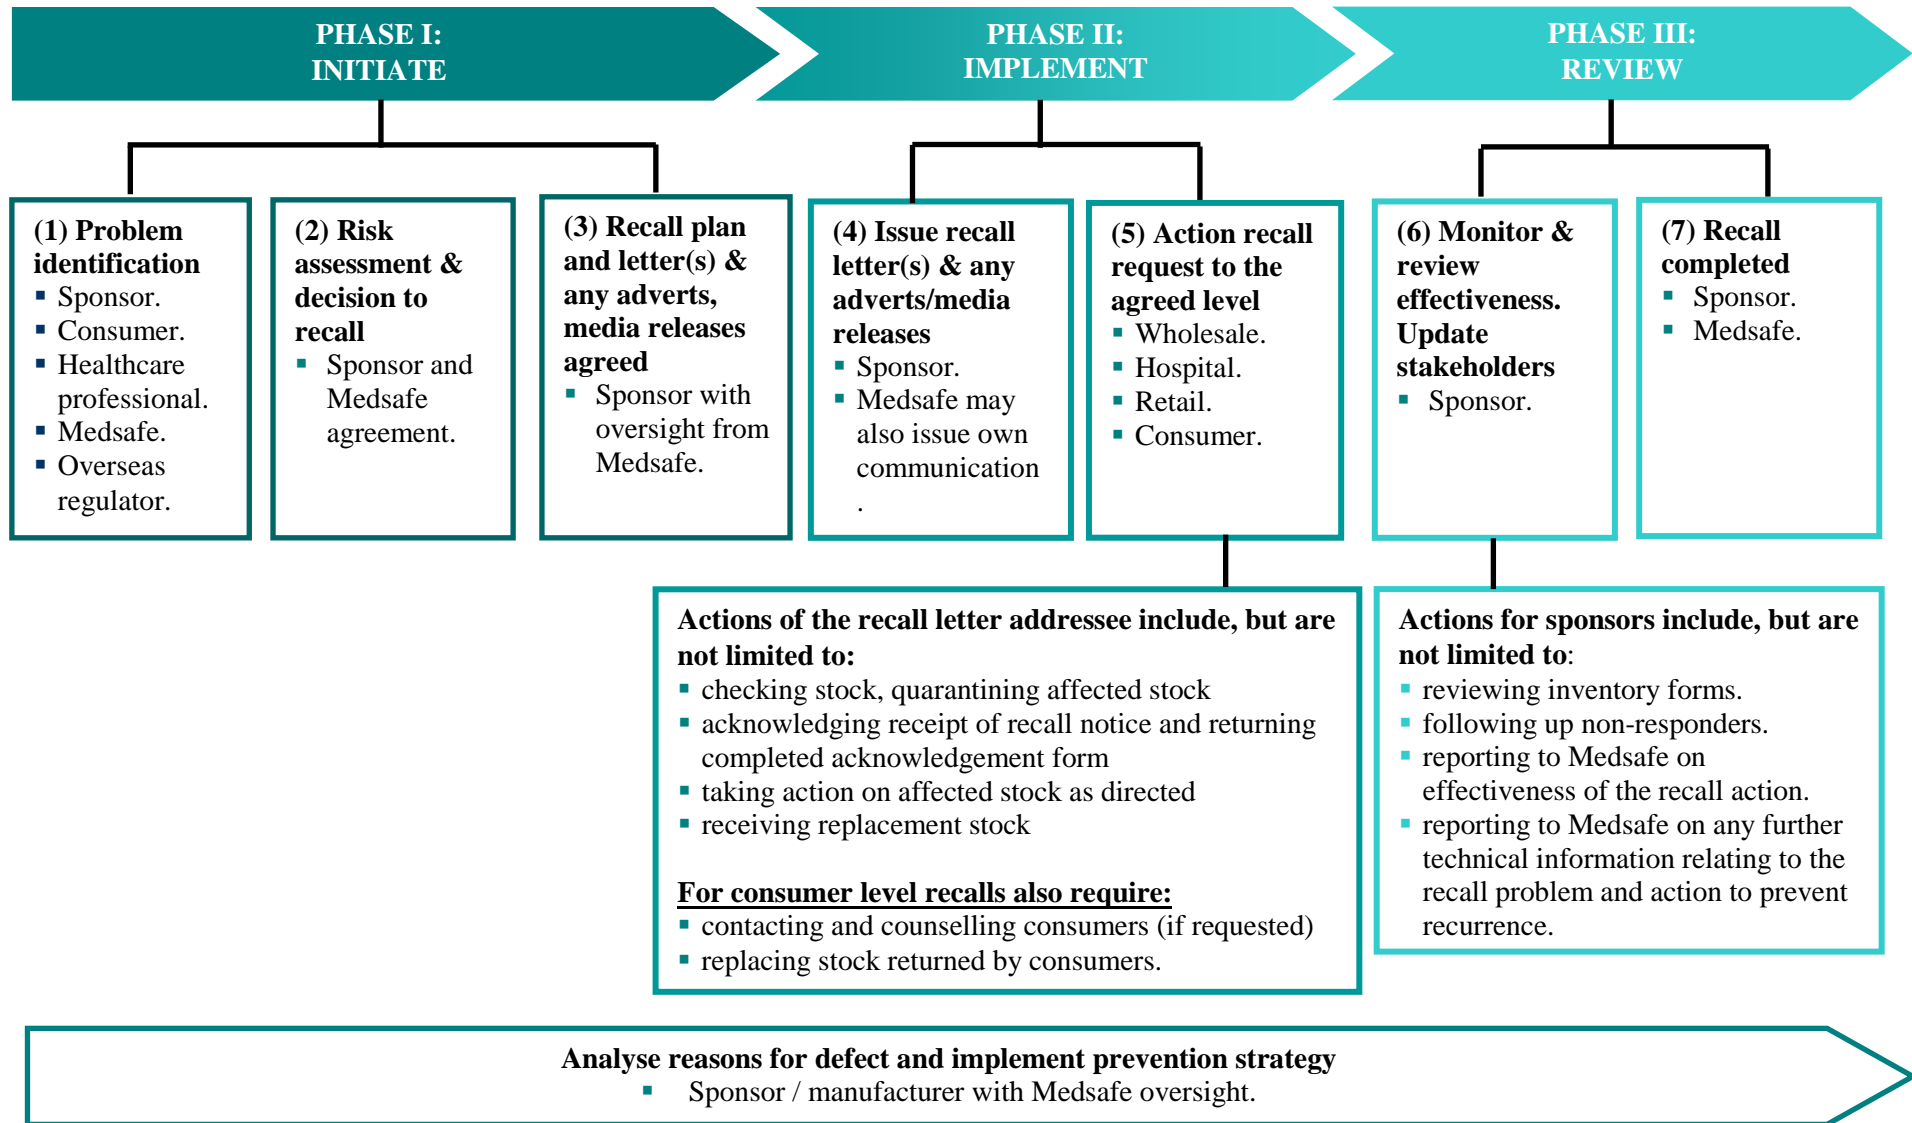 PHASE I:
INITIATE
PHASE II:
IMPLEMENT
PHASE III:
REVIEW
(1) Problem
identification
▪ Sponsor.
▪ Consumer.
▪ Healthcare
professional.
▪ Medsafe.
▪ Overseas
regulator.
(2) Risk
assessment &
decision to
recall
▪ Sponsor and
Medsafe
agreement.
(3) Recall plan
and letter(s) &
any adverts,
media releases
agreed
▪ Sponsor with
oversight from
Medsafe.
(4) Issue recall
letter(s) & any
adverts/media
releases
▪ Sponsor.
▪ Medsafe may
also issue own
communication
.
(5) Action recall
request to the
agreed level
▪ Wholesale.
▪ Hospital.
▪ Retail.
▪ Consumer.
(6) Monitor &
review
effectiveness.
Update
stakeholders
▪ Sponsor.
(7) Recall
completed
▪ Sponsor.
▪ Medsafe.
Actions of the recall letter addressee include, but are
not limited to:
▪ checking stock, quarantining affected stock
▪ acknowledging receipt of recall notice and returning
completed acknowledgement form
▪ taking action on affected stock as directed
▪ receiving replacement stock
For consumer level recalls also require:
▪ contacting and counselling consumers (if requested)
▪ replacing stock returned by consumers.
Actions for sponsors include, but are
not limited to:
▪ reviewing inventory forms.
▪ following up non-responders.
▪ reporting to Medsafe on
effectiveness of the recall action.
▪ reporting to Medsafe on any further
technical information relating to the
recall problem and action to prevent
recurrence.
Analyse reasons for defect and implement prevention strategy
▪ Sponsor / manufacturer with Medsafe oversight.